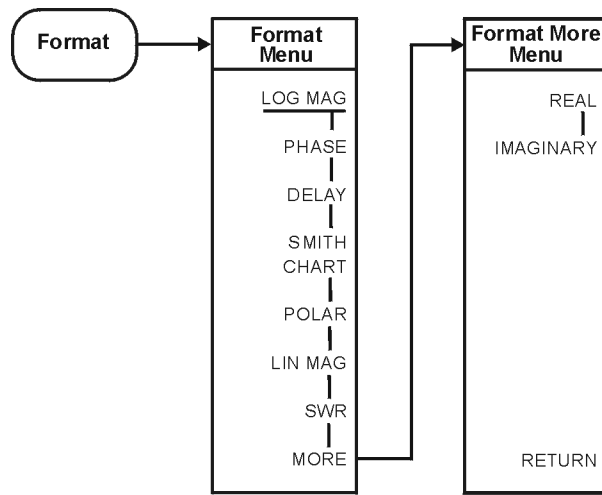 Format
Format
Menu
LOG MAG
PHASE
DELAY
SMITH
CHART
POLAR
LIN MAG
SWR
MORE
Format More
Menu
REAL
IMAGINARY
RETURN